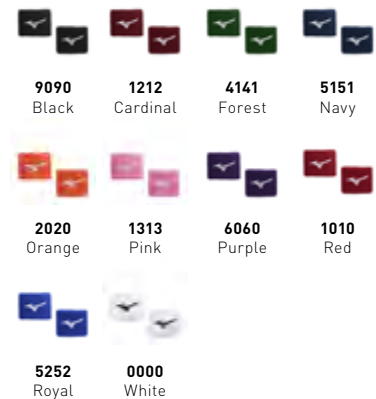 9090 1212 4141 5151
Black Cardinal Forest Navy
2020 1313 6060 1010
Orange Pink Purple Red
5252 0000
Royal White